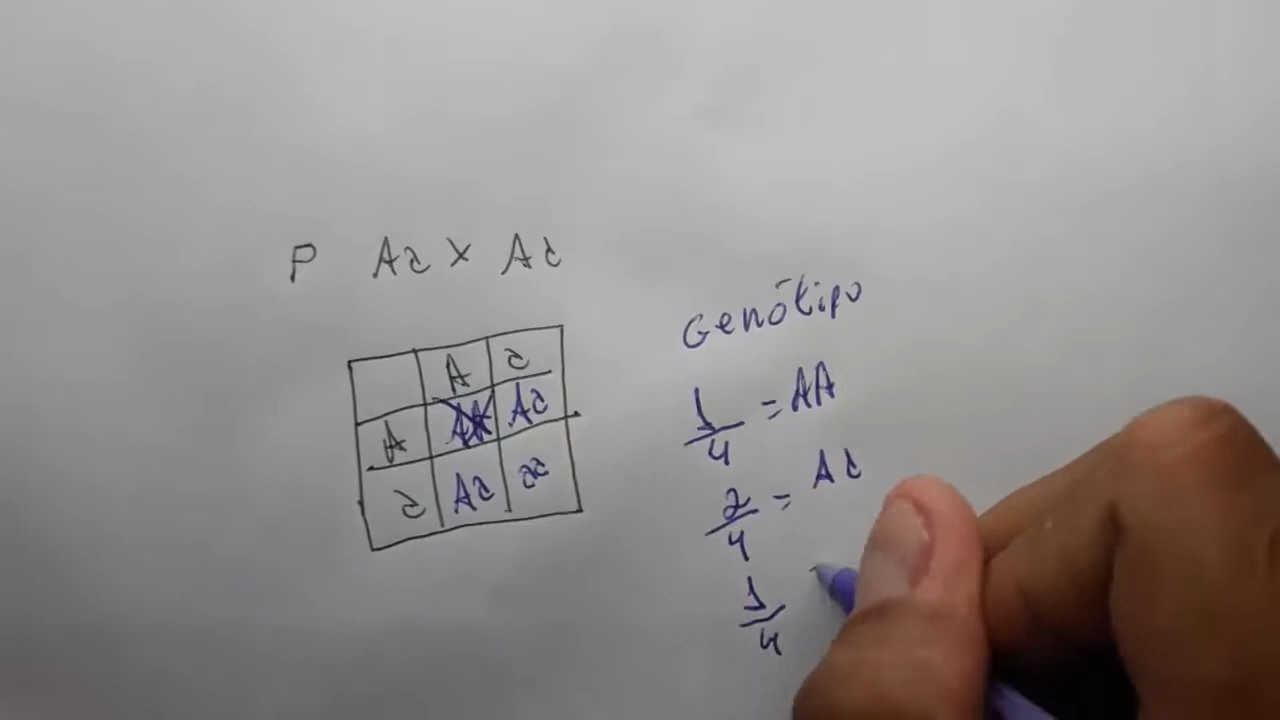 P Aa x Aa
A a
A AA Aa
a Aa aa
Genótipo
1/4 = AA
2/4 = Aa
1/4